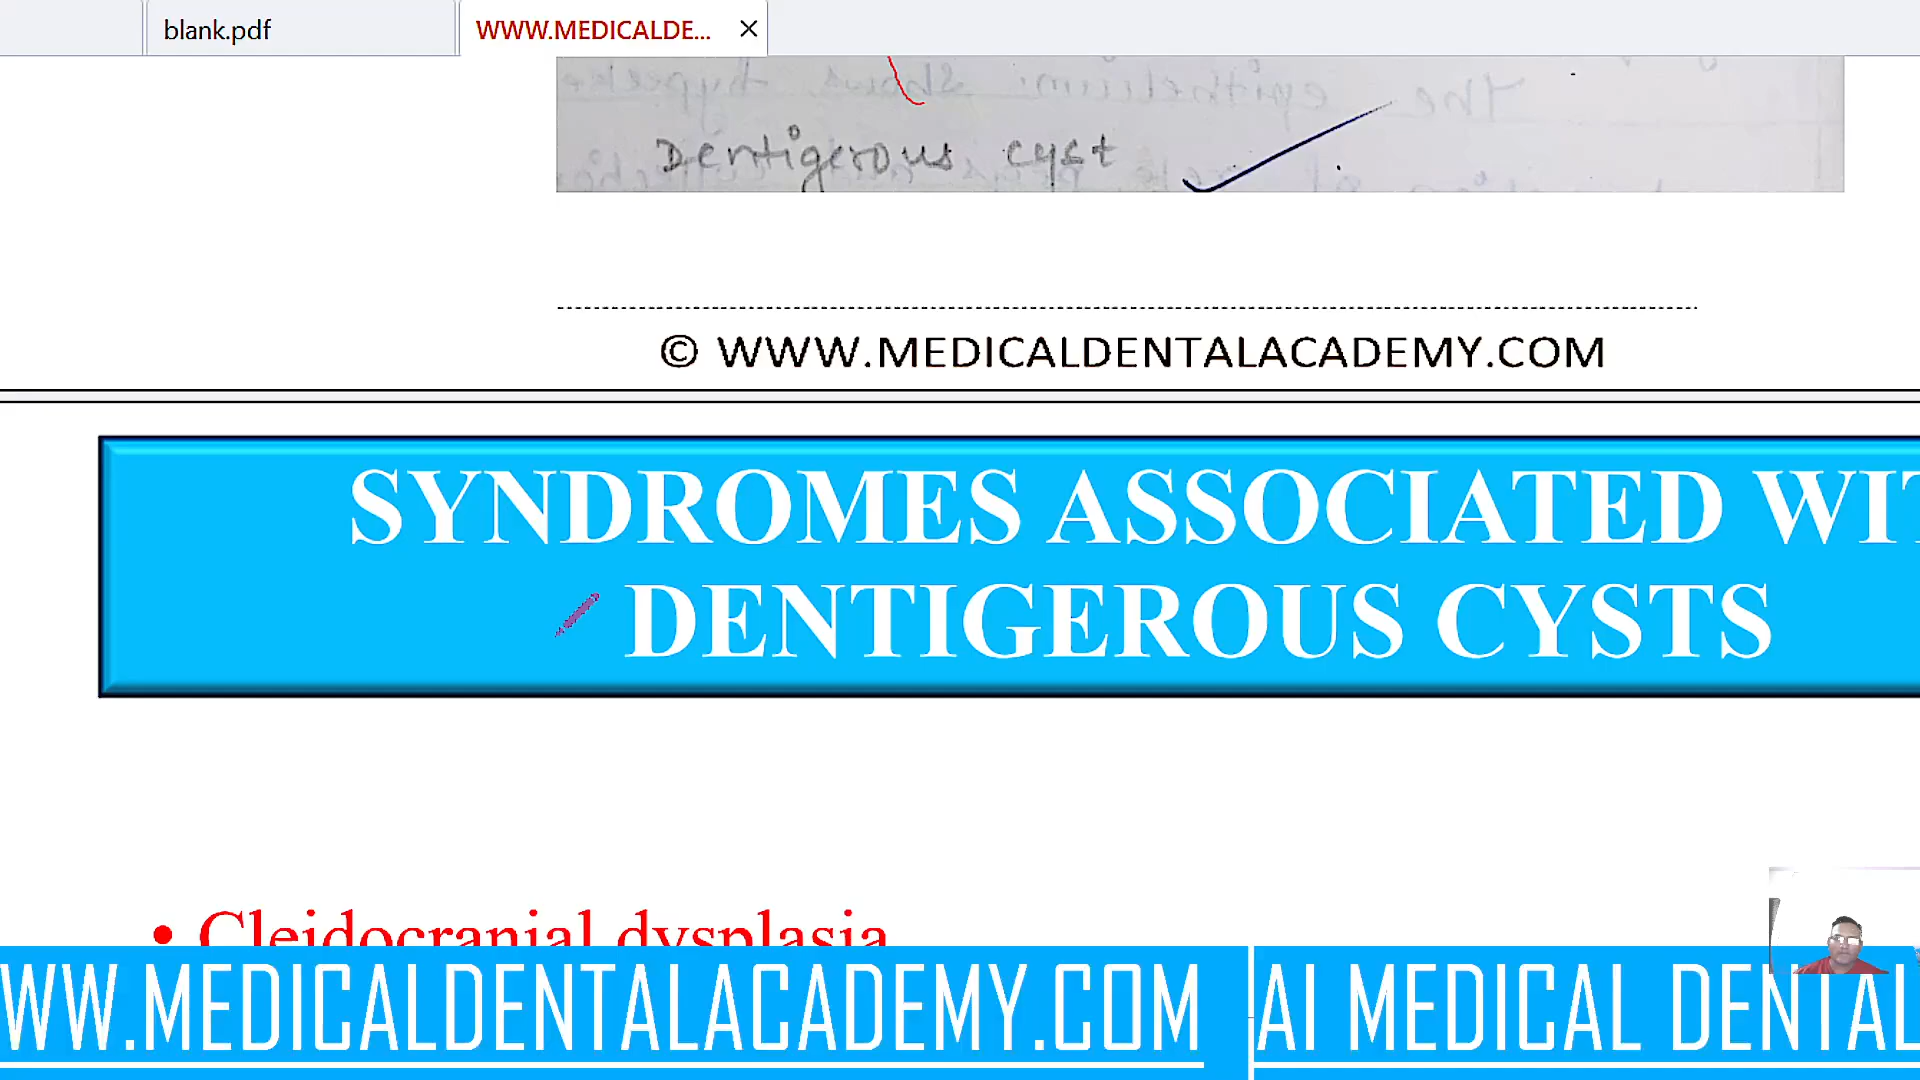 blank.pdf
WWW.MEDICALDE...
Dentigerous cyst
© WWW.MEDICALDENTALACADEMY.COM
SYNDROMES ASSOCIATED WIT
DENTIGEROUS CYSTS
• Cleidocranial dysplasia
WW.MEDICALDENTALACADEMY.COM
AI MEDICAL DENTAL